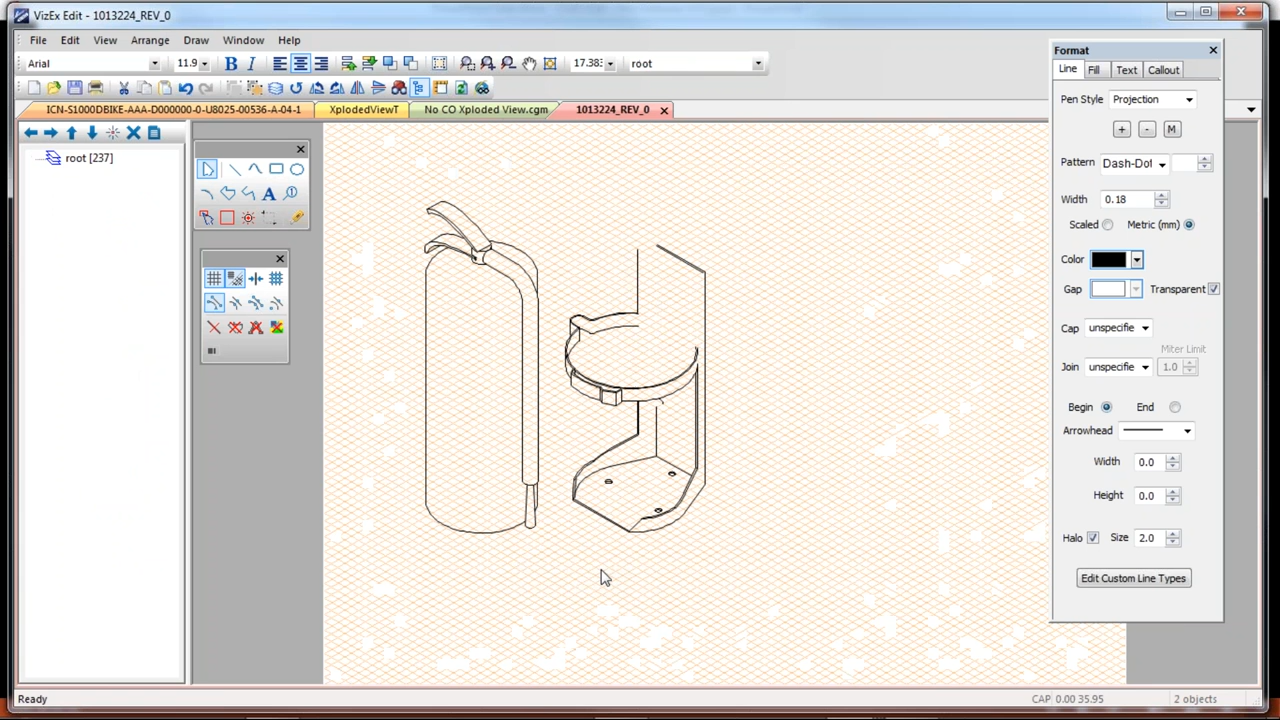 VizEx Edit - 1013224_REV_0
File Edit View Arrange Draw Window Help
Arial 11.9 B I 17.383 root
ICN-S1000DBIKE-AAA-D000000-0-U8025-00536-A-04-1 XplodedViewT No CO Xploded View.cgm 1013224_REV_0
root [237]
Format
Line Fill Text Callout
Pen Style Projection
+ - M
Pattern Dash-Dot
Width 0.18
Scaled Metric (mm)
Color
Gap Transparent
Cap unspecifie
Miter Limit
Join unspecifie 1.0
Begin End
Arrowhead
Width 0.0
Height 0.0
Halo Size 2.0
Edit Custom Line Types
Ready CAP 0.00 35.95 2 objects